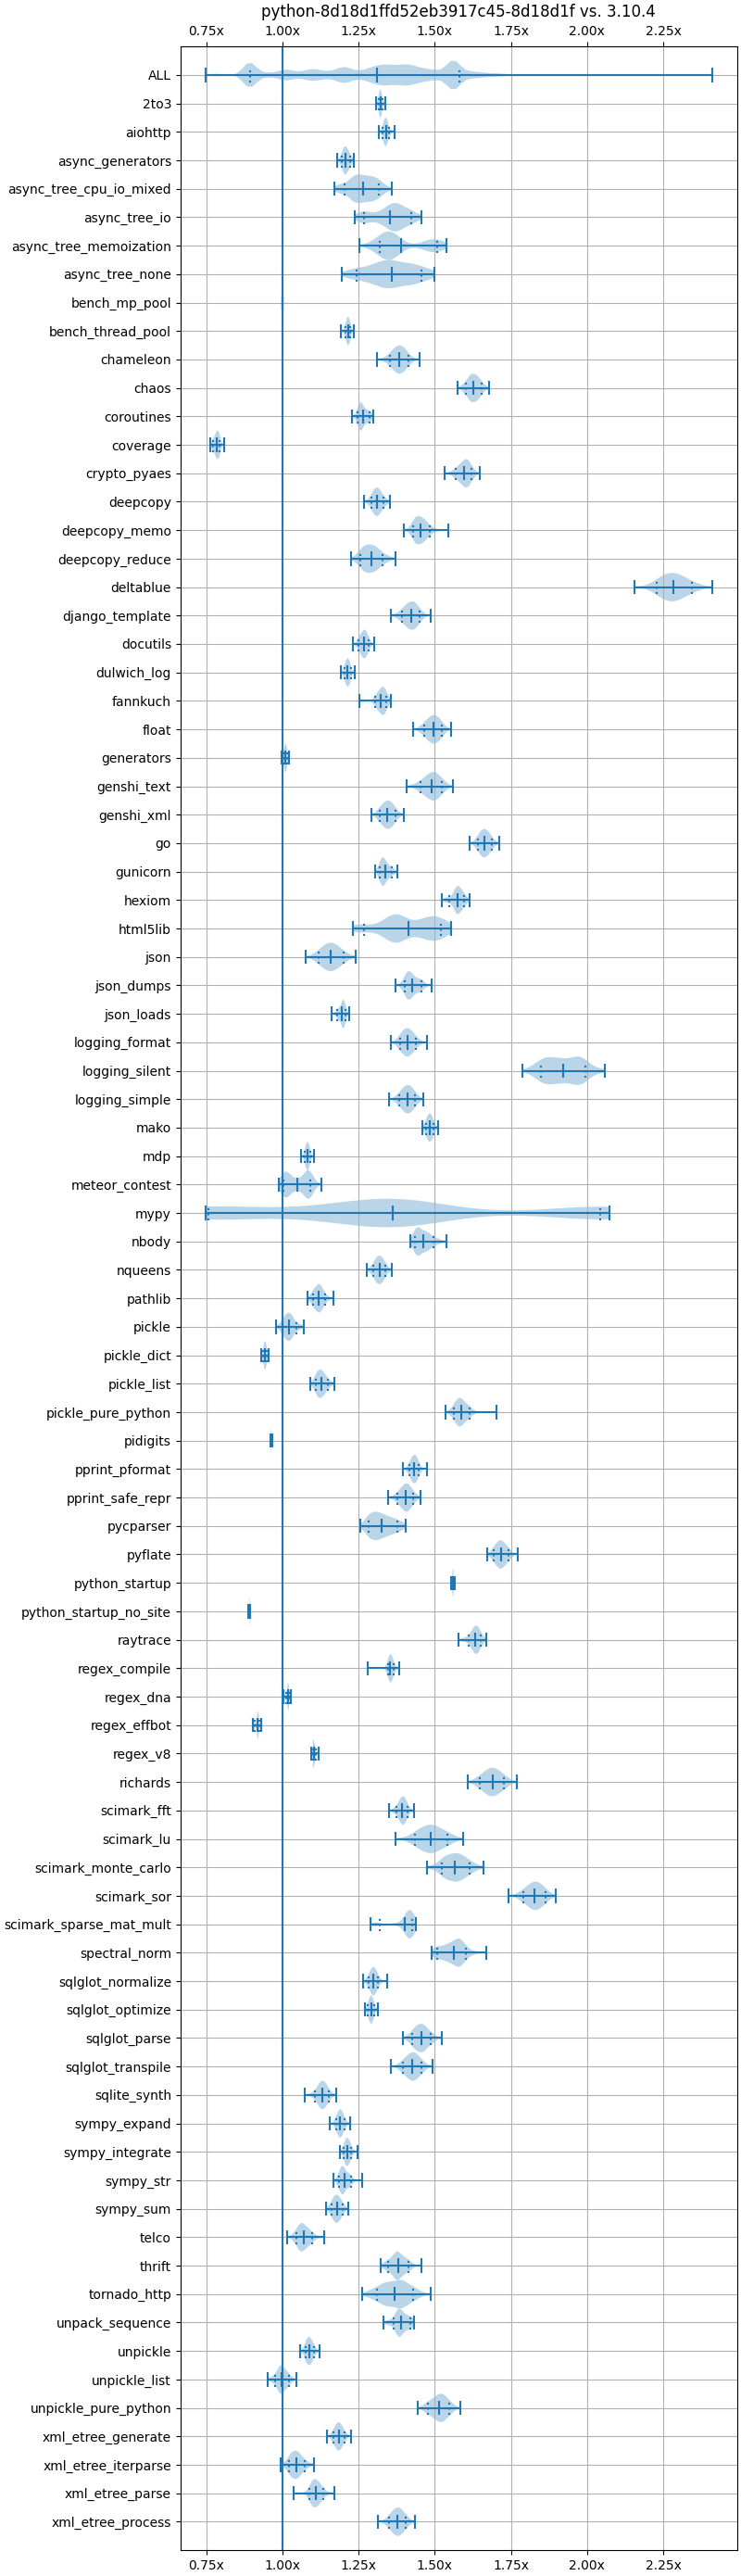 python-8d18d1ffd52eb3917c45-8d18d1f vs. 3.10.4
0.75x 1.00x 1.25x 1.50x 1.75x 2.00x 2.25x
ALL
2to3
aiohttp
async_generators
async_tree_cpu_io_mixed
async_tree_io
async_tree_memoization
async_tree_none
bench_mp_pool
bench_thread_pool
chameleon
chaos
coroutines
coverage
crypto_pyaes
deepcopy
deepcopy_memo
deepcopy_reduce
deltablue
django_template
docutils
dulwich_log
fannkuch
float
generators
genshi_text
genshi_xml
go
gunicorn
hexiom
html5lib
json
json_dumps
json_loads
logging_format
logging_silent
logging_simple
mako
mdp
meteor_contest
mypy
nbody
nqueens
pathlib
pickle
pickle_dict
pickle_list
pickle_pure_python
pidigits
pprint_pformat
pprint_safe_repr
pycparser
pyflate
python_startup
python_startup_no_site
raytrace
regex_compile
regex_dna
regex_effbot
regex_v8
richards
scimark_fft
scimark_lu
scimark_monte_carlo
scimark_sor
scimark_sparse_mat_mult
spectral_norm
sqlglot_normalize
sqlglot_optimize
sqlglot_parse
sqlglot_transpile
sqlite_synth
sympy_expand
sympy_integrate
sympy_str
sympy_sum
telco
thrift
tornado_http
unpack_sequence
unpickle
unpickle_list
unpickle_pure_python
xml_etree_generate
xml_etree_iterparse
xml_etree_parse
xml_etree_process
0.75x 1.00x 1.25x 1.50x 1.75x 2.00x 2.25x